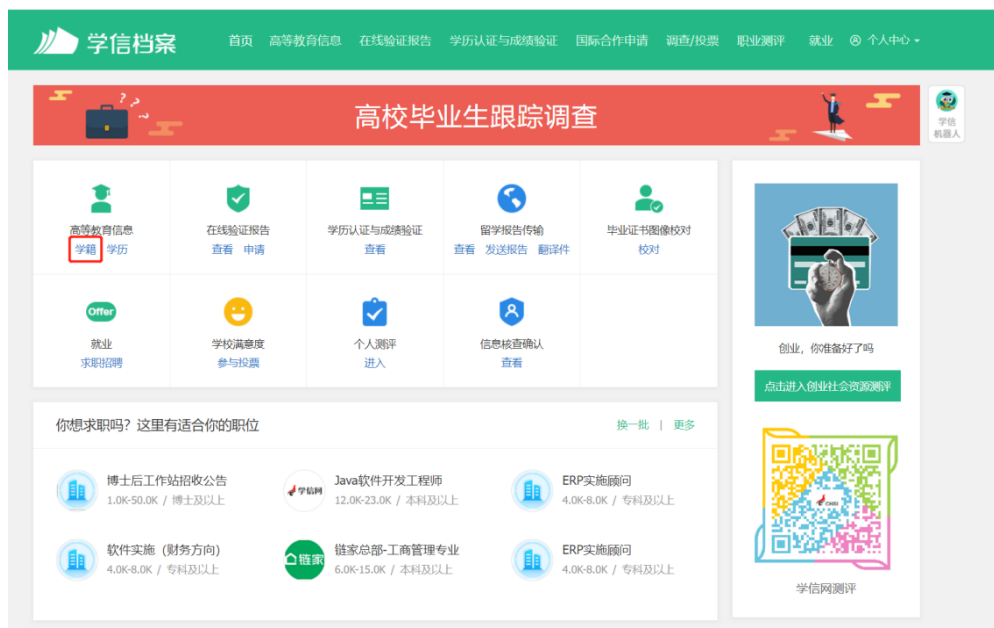 学信档案 首页 高等教育信息 在线验证报告 学历认证与成绩验证 国际合作申请 调查/投票 职业测评 就业 个人中心
高校毕业生跟踪调查
学信
机器人
高等教育信息 在线验证报告 学历认证与成绩验证 留学报告传输 毕业证书图像校对
学籍 学历 查看 申请 查看 查看 发送报告 翻译件 校对
Offer
就业 学校满意度 个人测评 信息核查确认
求职招聘 参与投票 进入 查看
创业，你准备好了吗
点击进入创业社会资源测评
你想求职吗？这里有适合你的职位 换一批 | 更多
博士后工作站招收公告 Java软件开发工程师 ERP实施顾问
1.0K-50.0K / 博士及以上 学信网 12.0K-23.0K / 本科及以上 4.0K-8.0K / 专科及以上
软件实施（财务方向） 链家 链家总部-工商管理专业 ERP实施顾问
4.0K-8.0K / 专科及以上 6.0K-15.0K / 本科及以上 4.0K-8.0K / 专科及以上
学信网测评